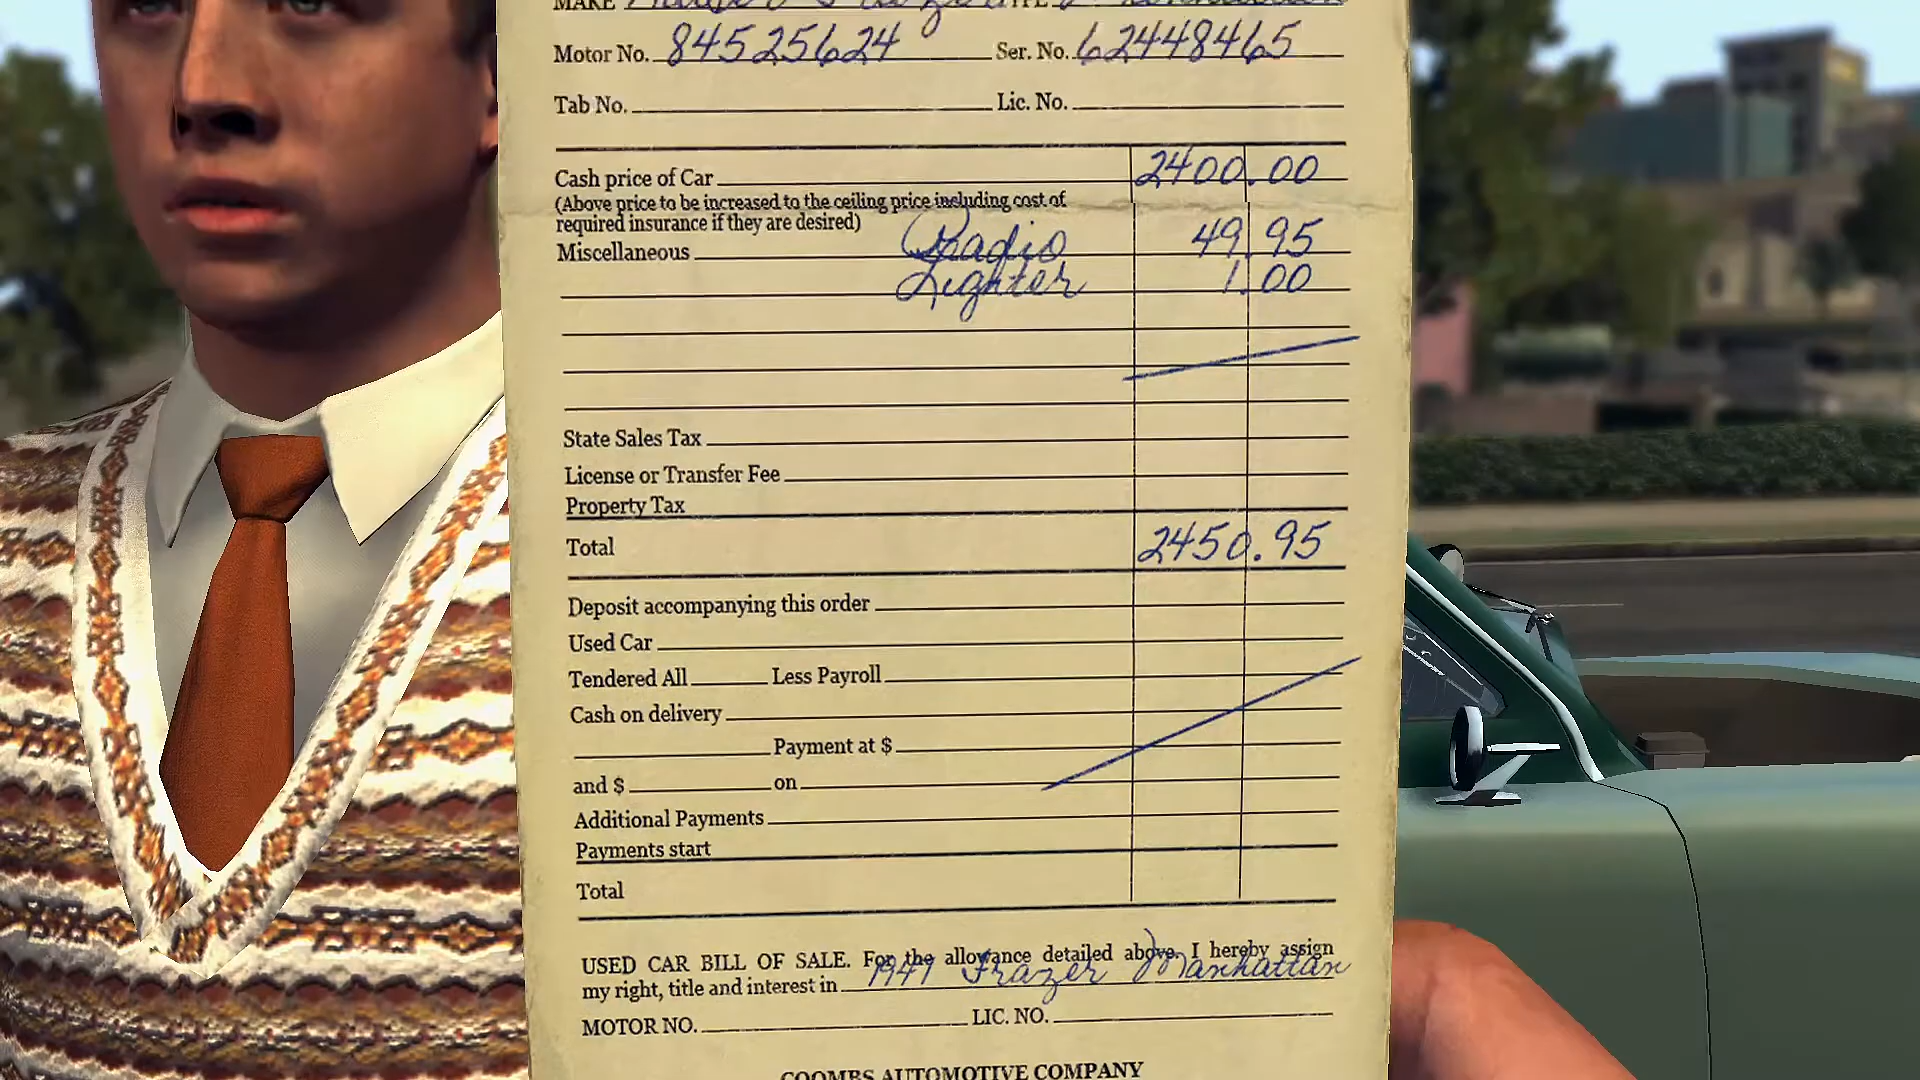 MAKE
Motor No. 84525624 Ser. No. 62448465
Tab No. Lic. No.
Cash price of Car 2400.00
(Above price to be increased to the ceiling price including cost of
required insurance if they are desired)
Miscellaneous Radio 49.95
Lighter 1.00
State Sales Tax
License or Transfer Fee
Property Tax
Total 2450.95
Deposit accompanying this order
Used Car
Tendered All Less Payroll
Cash on delivery
Payment at $
and $ on
Additional Payments
Payments start
Total
USED CAR BILL OF SALE. For the allowance detailed above, I hereby assign
my right, title and interest in 1947 Frazer Manhattan
MOTOR NO. LIC. NO.
COOMBS AUTOMOTIVE COMPANY